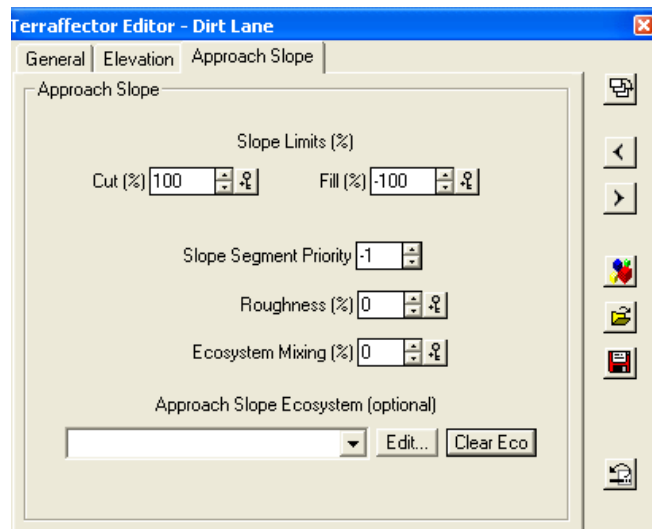 Terraffector Editor - Dirt Lane
General Elevation Approach Slope
Approach Slope
Slope Limits (%)
Cut (%) 100 Fill (%) -100
Slope Segment Priority -1
Roughness (%) 0
Ecosystem Mixing (%) 0
Approach Slope Ecosystem (optional)
Edit... Clear Eco